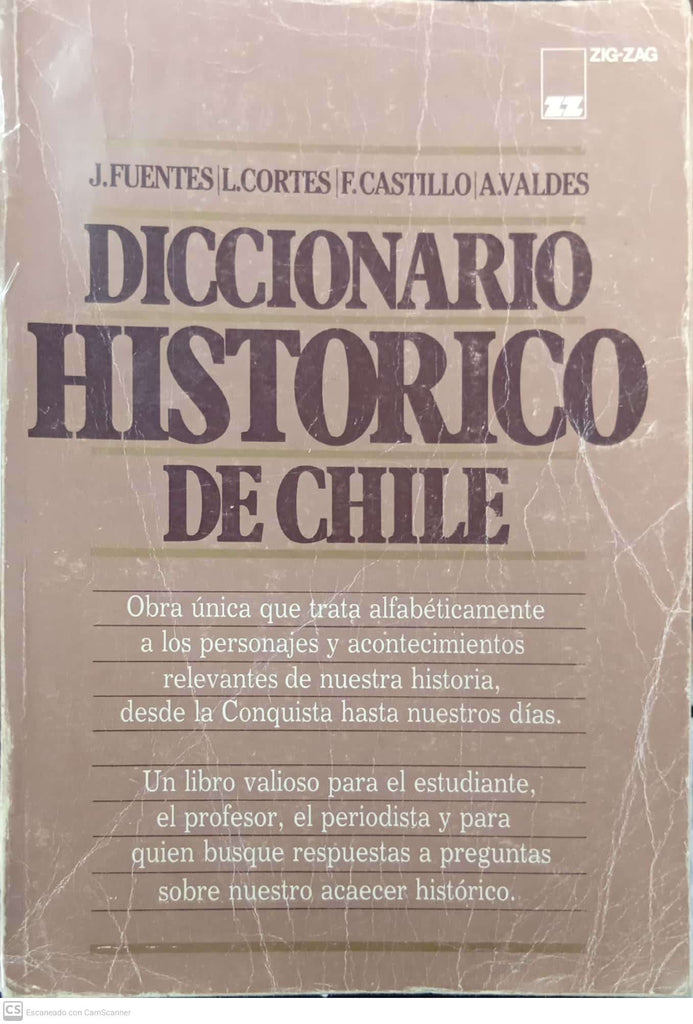 ZIG-ZAG
ZZ
J.FUENTES|L.CORTES|F.CASTILLO|A.VALDES
DICCIONARIO
HISTORICO
DE CHILE
Obra única que trata alfabéticamente
a los personajes y acontecimientos
relevantes de nuestra historia,
desde la Conquista hasta nuestros días.
Un libro valioso para el estudiante,
el profesor, el periodista y para
quien busque respuestas a preguntas
sobre nuestro acaecer histórico.
CS Escaneado con CamScanner